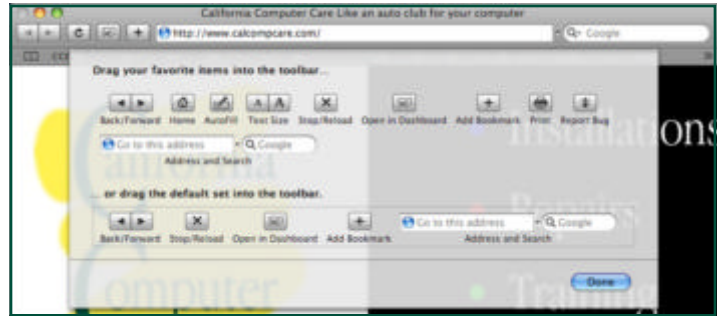 California Computer Care Like an auto club for your computer
http://www.calcompcare.com/
Google
Drag your favorite items into the toolbar...
Back/Forward Home AutoFill Text Size Stop/Reload Open in Dashboard Add Bookmark Print Report Bug
Go to this address Google
Address and Search
Installations
California
... or drag the default set into the toolbar.
Go to this address Google
Back/Forward Stop/Reload Open in Dashboard Add Bookmark Address and Search
Repairs
Done
Computer
Training